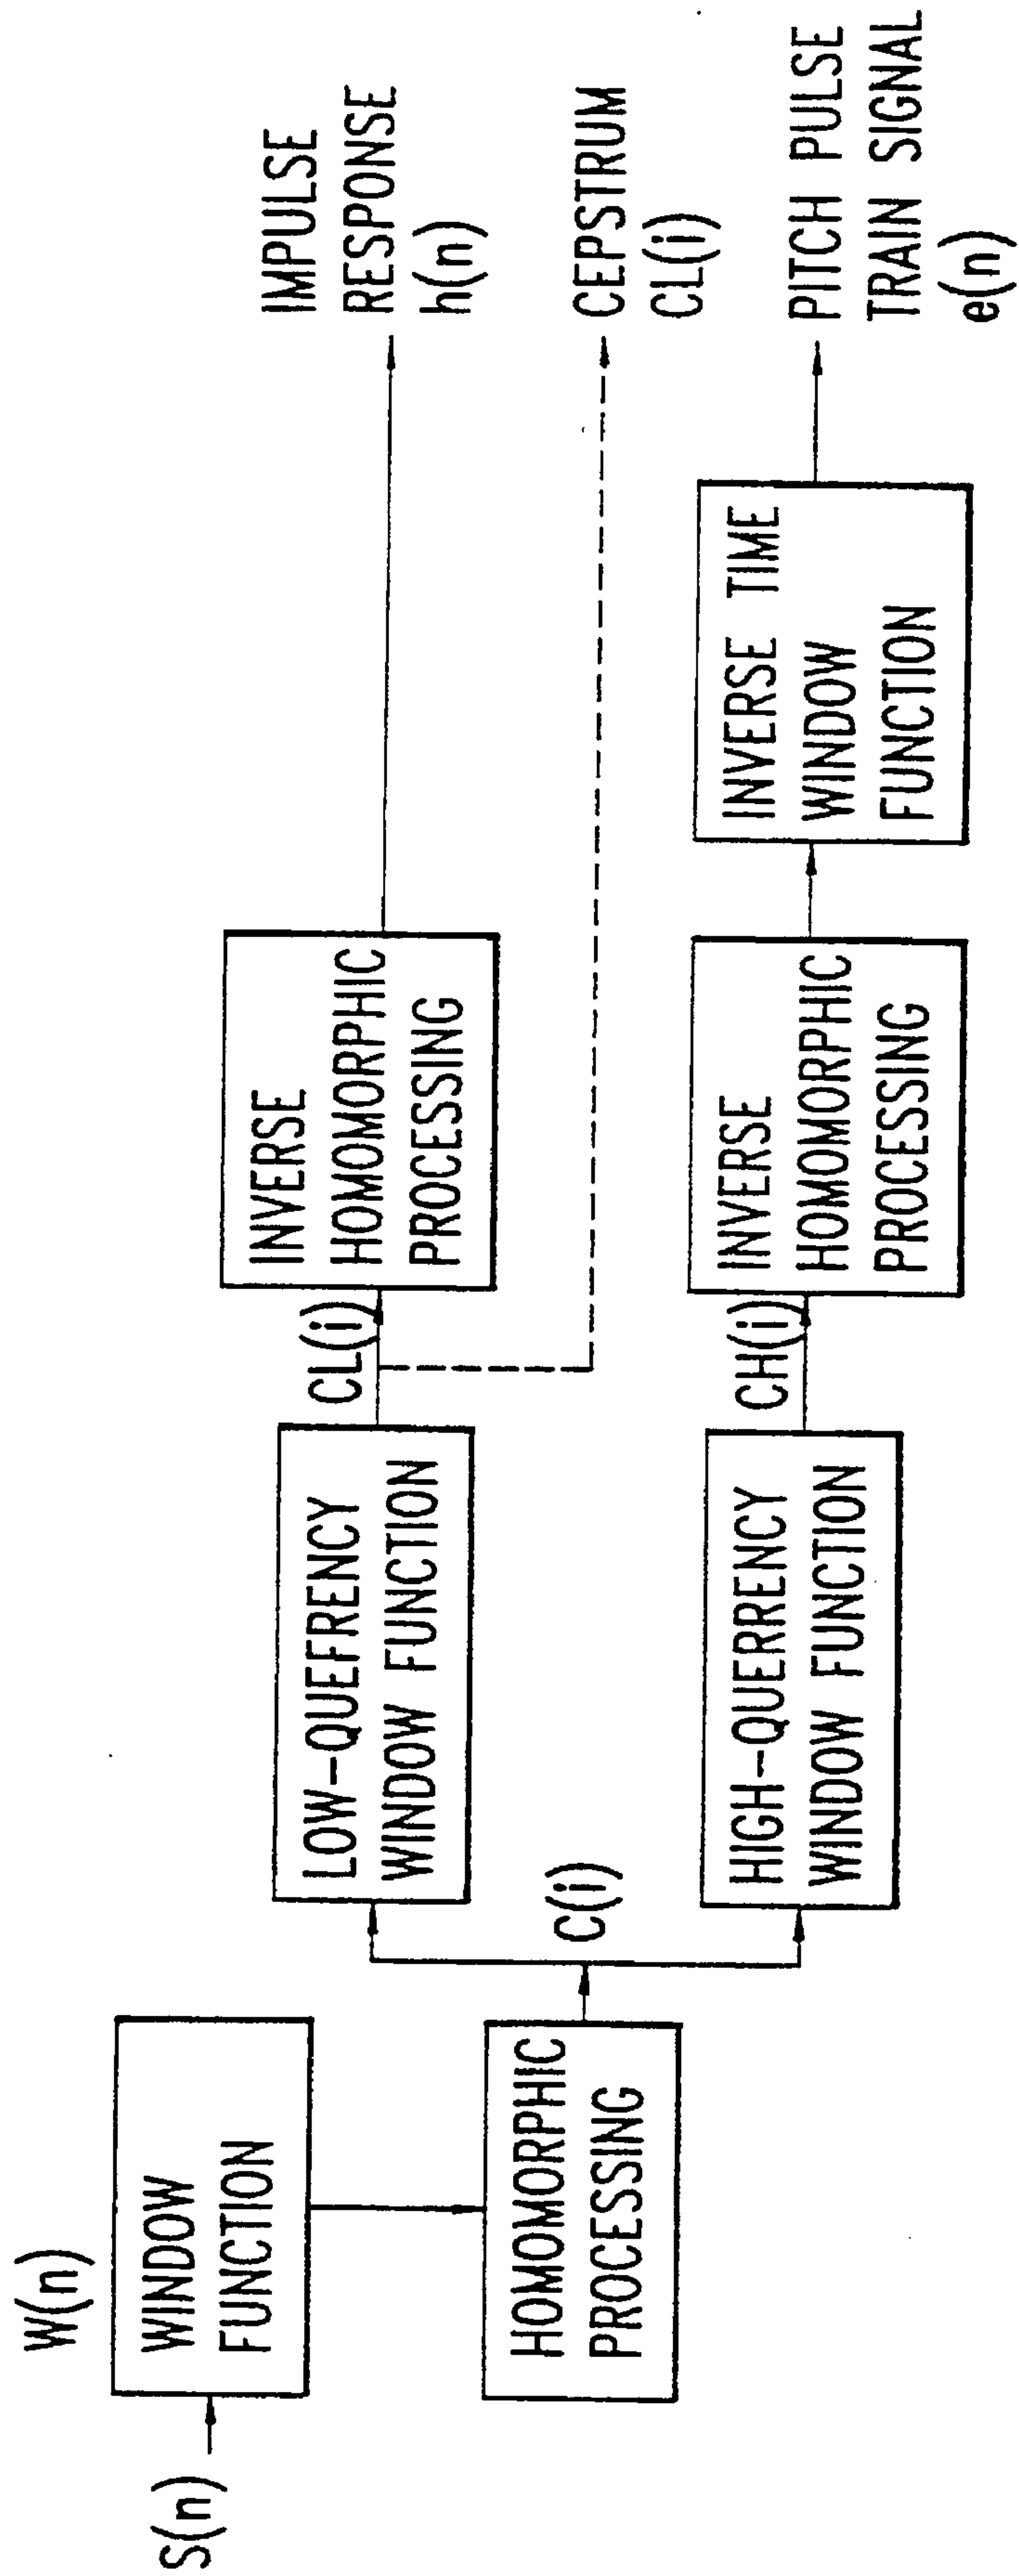 W(n)
S(n)
WINDOW
FUNCTION
HOMOMORPHIC
PROCESSING
C(i)
LOW-QUEFRENCY
WINDOW FUNCTION
CL(i)
INVERSE
HOMOMORPHIC
PROCESSING
IMPULSE
RESPONSE
h(n)
CEPSTRUM
CL(i)
HIGH-QUERRENCY
WINDOW FUNCTION
CH(i)
INVERSE
HOMOMORPHIC
PROCESSING
INVERSE TIME
WINDOW
FUNCTION
PITCH PULSE
TRAIN SIGNAL
e(n)